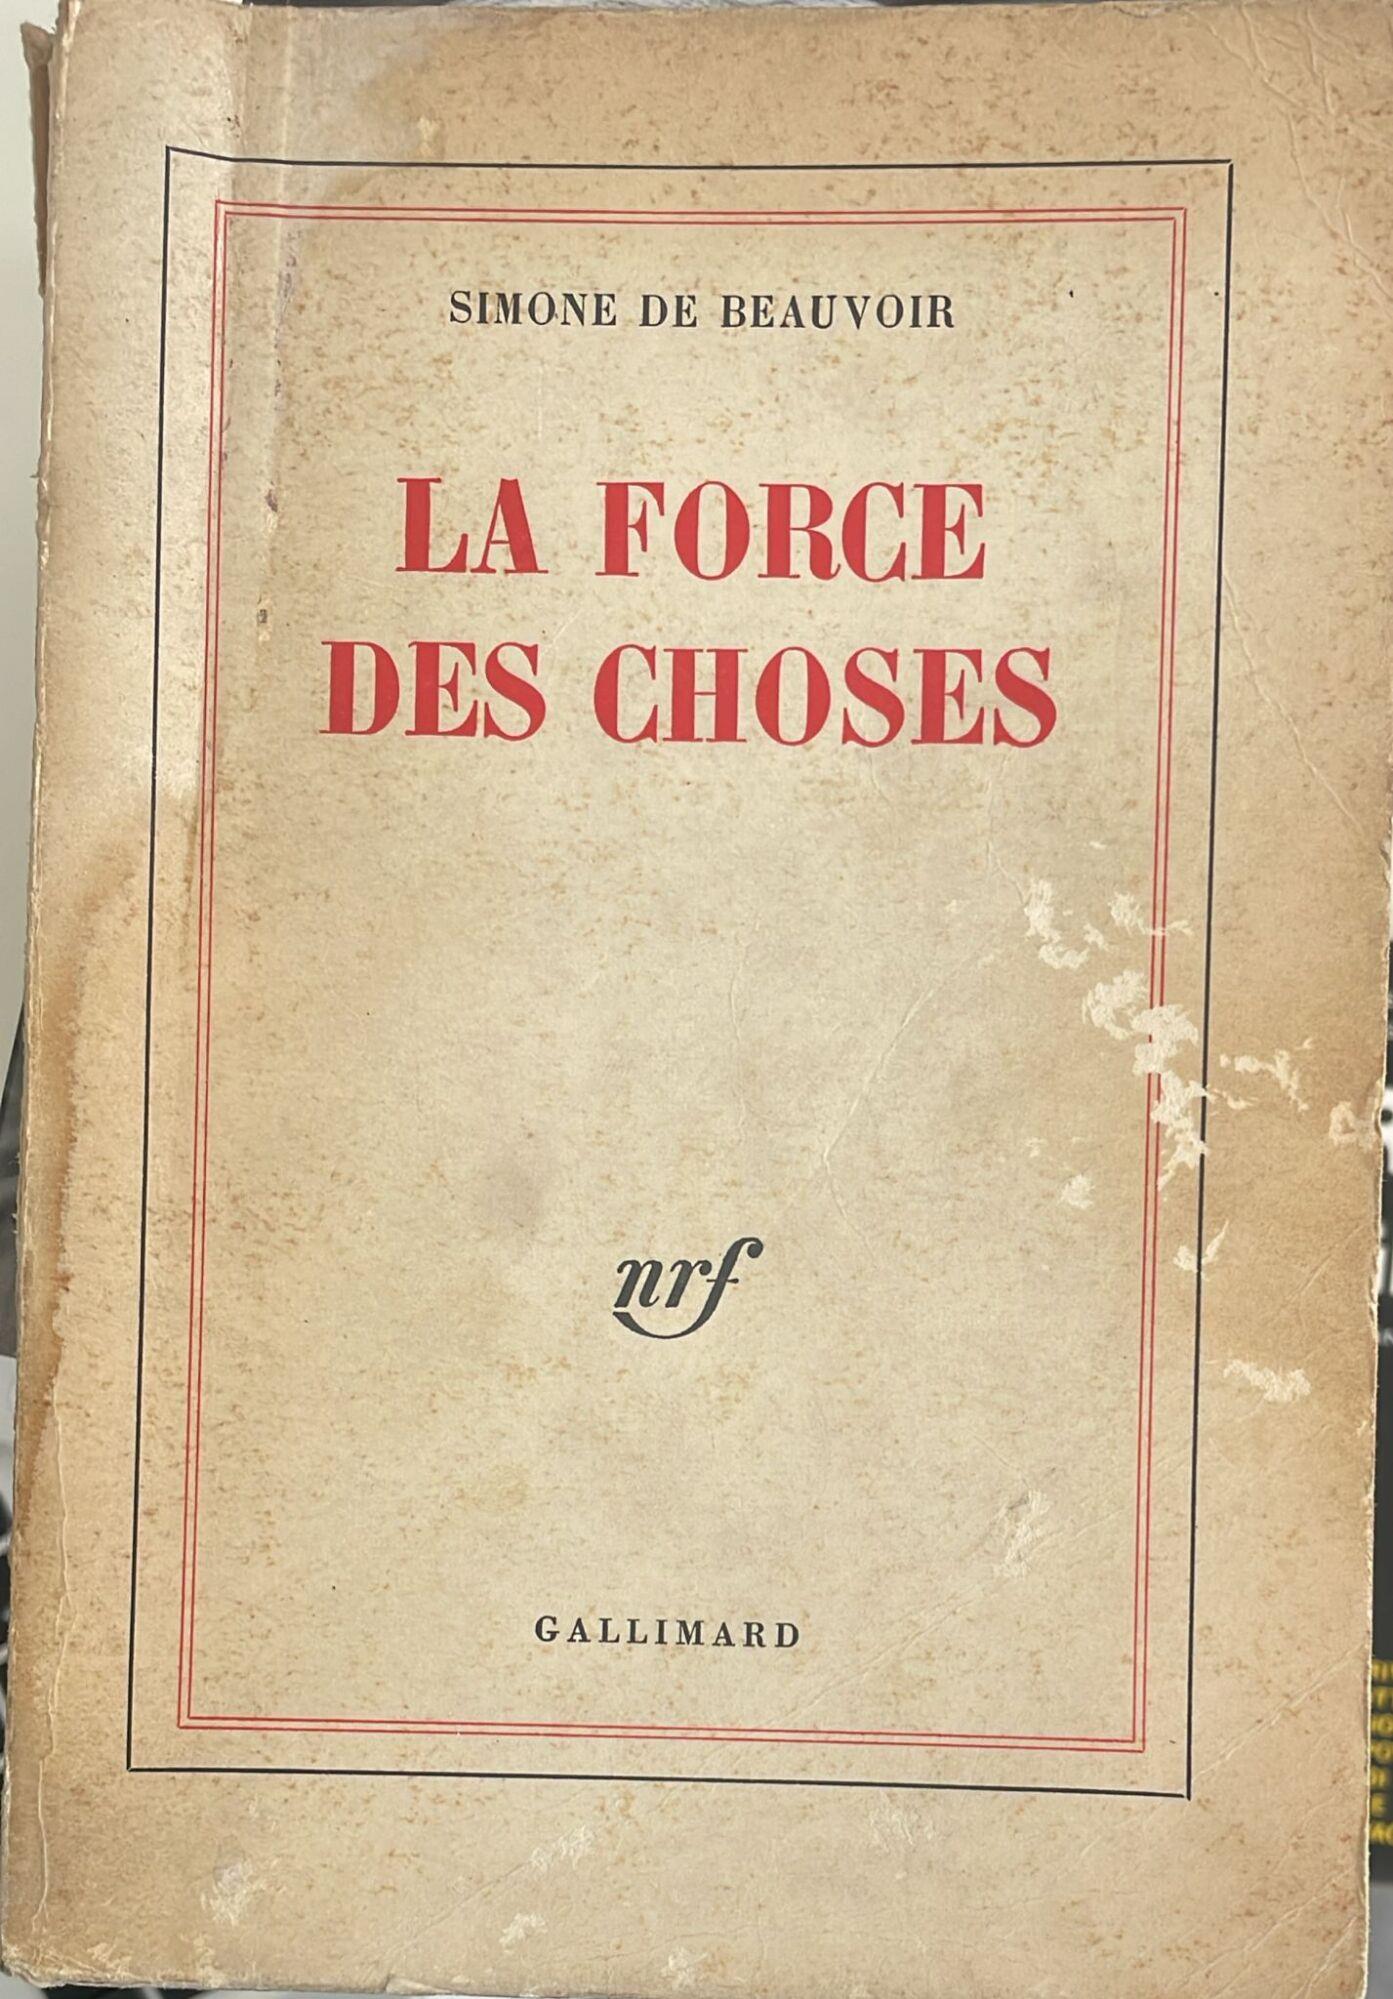 SIMONE DE BEAUVOIR
LA FORCE
DES CHOSES
nrf
GALLIMARD